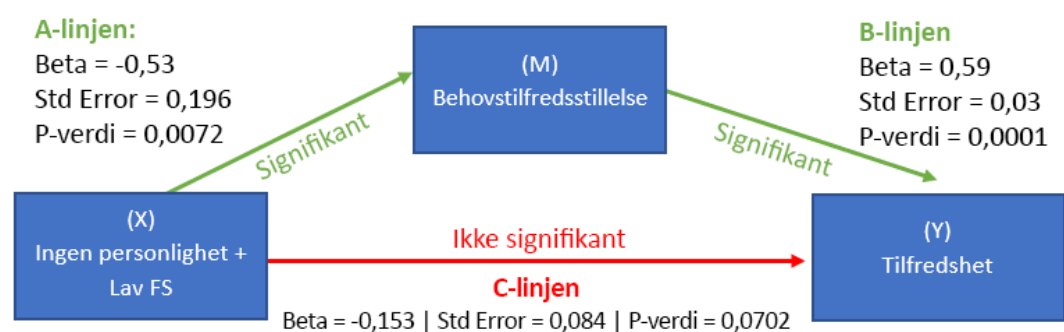 A-linjen:
Beta = -0,53
Std Error = 0,196
P-verdi = 0,0072
Signifikant
(M)
Behovstilfredsstillelse
B-linjen
Beta = 0,59
Std Error = 0,03
P-verdi = 0,0001
Signifikant
(X)
Ingen personlighet +
Lav FS
Ikke signifikant
C-linjen
Beta = -0,153 | Std Error = 0,084 | P-verdi = 0,0702
(Y)
Tilfredshet